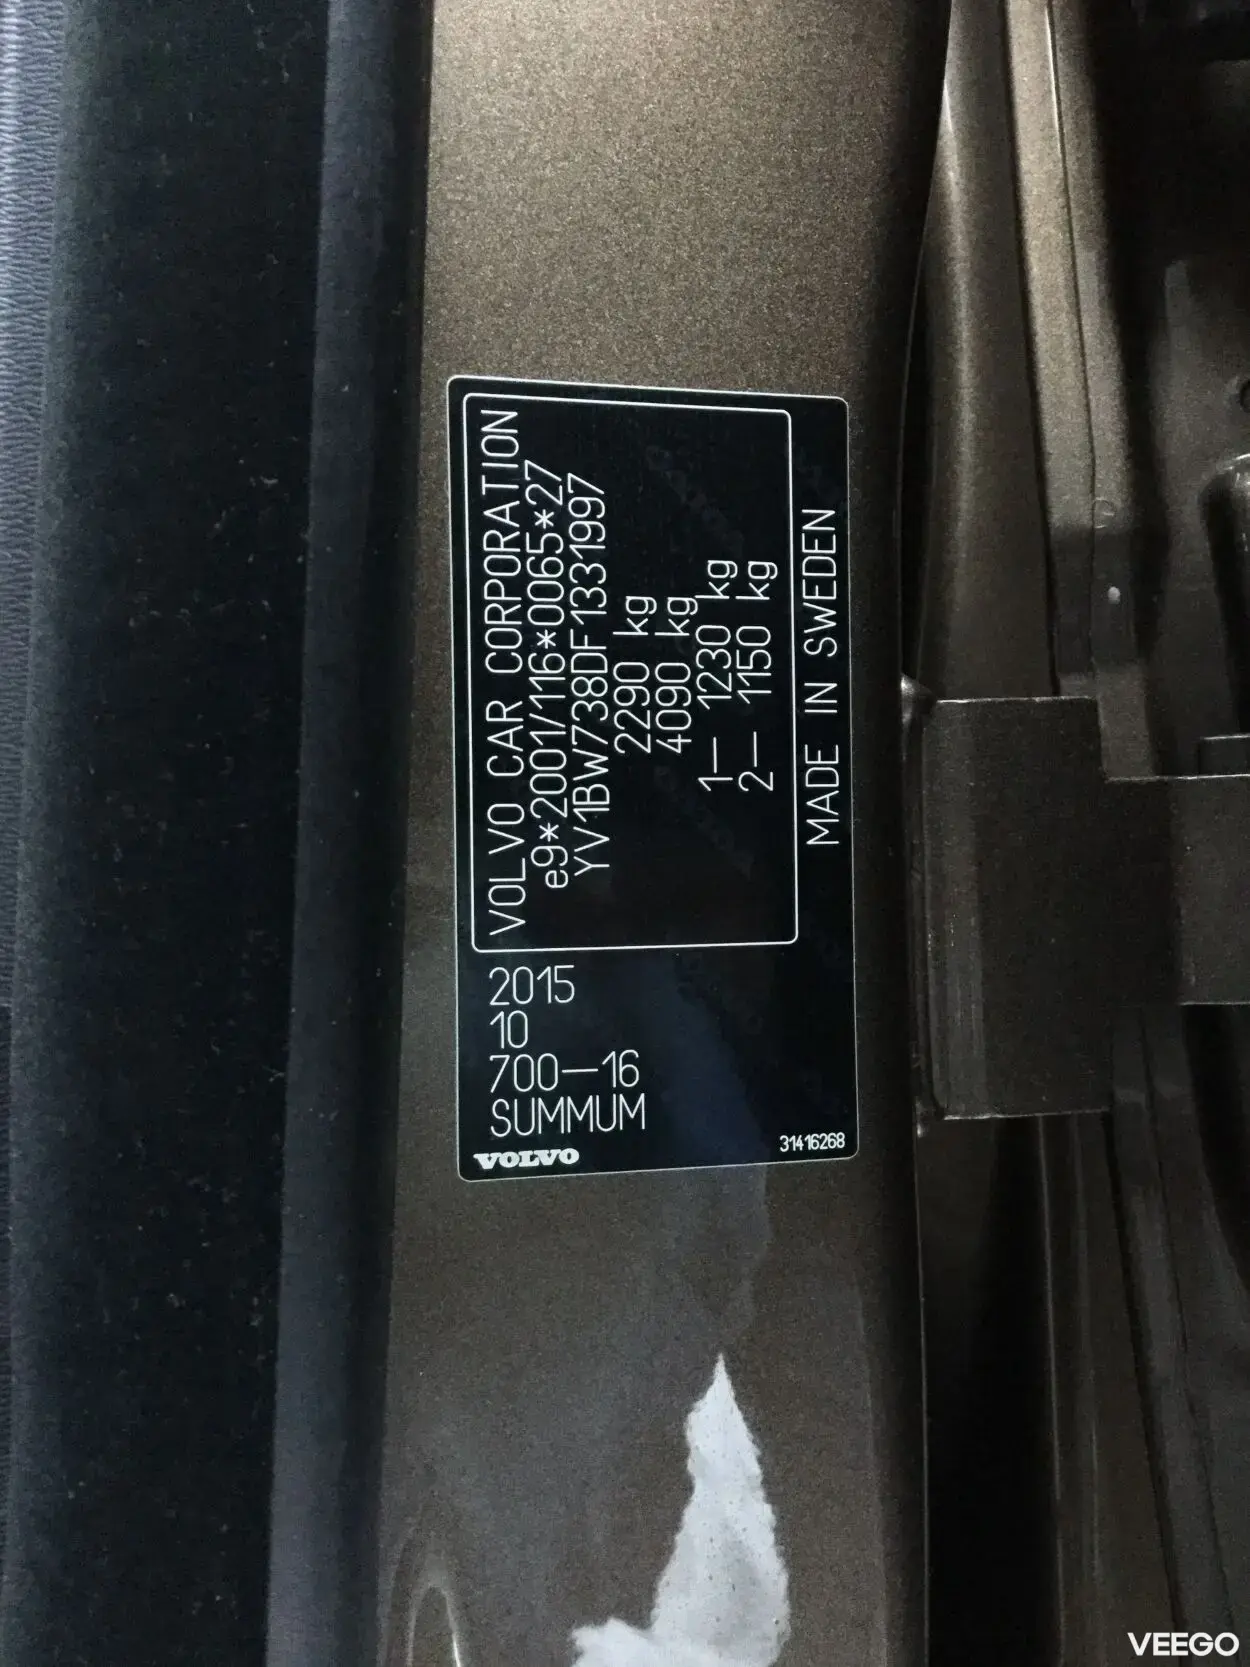 VOLVO CAR CORPORATION
e9*2001/116*0065*27
YV1BW738DF1331997
2290 kg
4090 kg
1– 1230 kg
2– 1150 kg
MADE IN SWEDEN
2015
10
700–16
SUMMUM
VOLVO
31416268
VEEGO